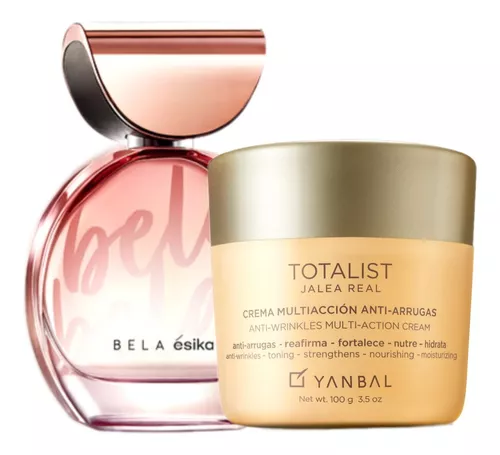 bel
BELA ésika
TOTALIST
JALEA REAL
CREMA MULTIACCIÓN ANTI-ARRUGAS
ANTI-WRINKLES MULTI-ACTION CREAM
anti-arrugas - reafirma - fortalece - nutre - hidrata
anti-wrinkles - toning - strengthens - nourishing - moisturizing
YANBAL
Net wt. 100 g 3.5 oz